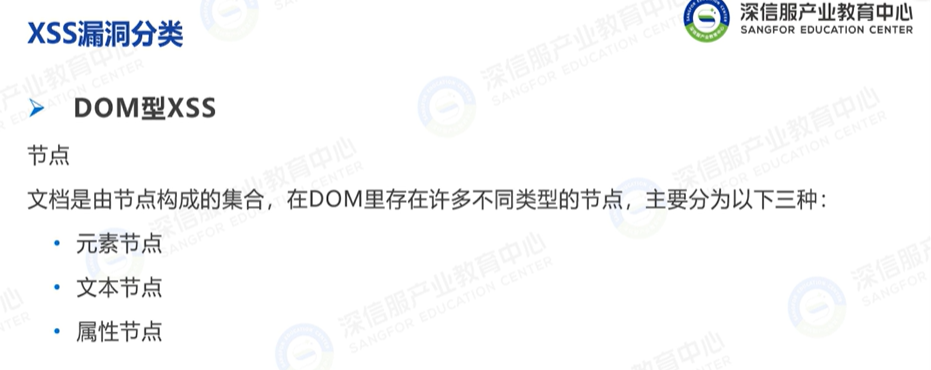 XSS漏洞分类
深信服产业教育中心
SANGFOR EDUCATION CENTER
➢ DOM型XSS
节点
文档是由节点构成的集合，在DOM里存在许多不同类型的节点，主要分为以下三种：
• 元素节点
• 文本节点
• 属性节点